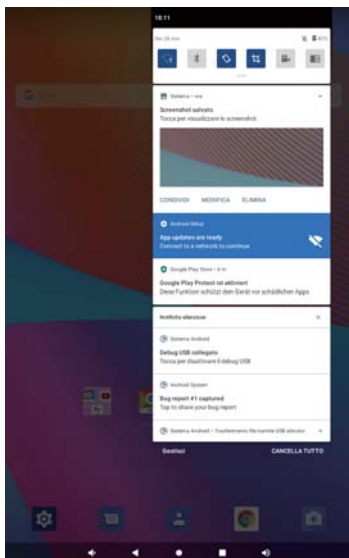 18:11
82%
Sistema • ora
Screenshot salvato
Tocca per visualizzare lo screenshot.
CONDIVIDI MODIFICA ELIMINA
Android Setup
App updates are ready
Connect to a network to continue
Google Play Store • 6 m
Google Play Protect ist aktiviert
Diese Funktion schützt dein Gerät vor schädlichen Apps
Notifiche silenziose
Sistema Android
Debug USB collegato
Tocca per disattivare il debug USB
Android System
Bug report #1 captured
Tap to share your bug report
Sistema Android • Trasferimento file tramite USB attivato
Gestisci CANCELLA TUTTO